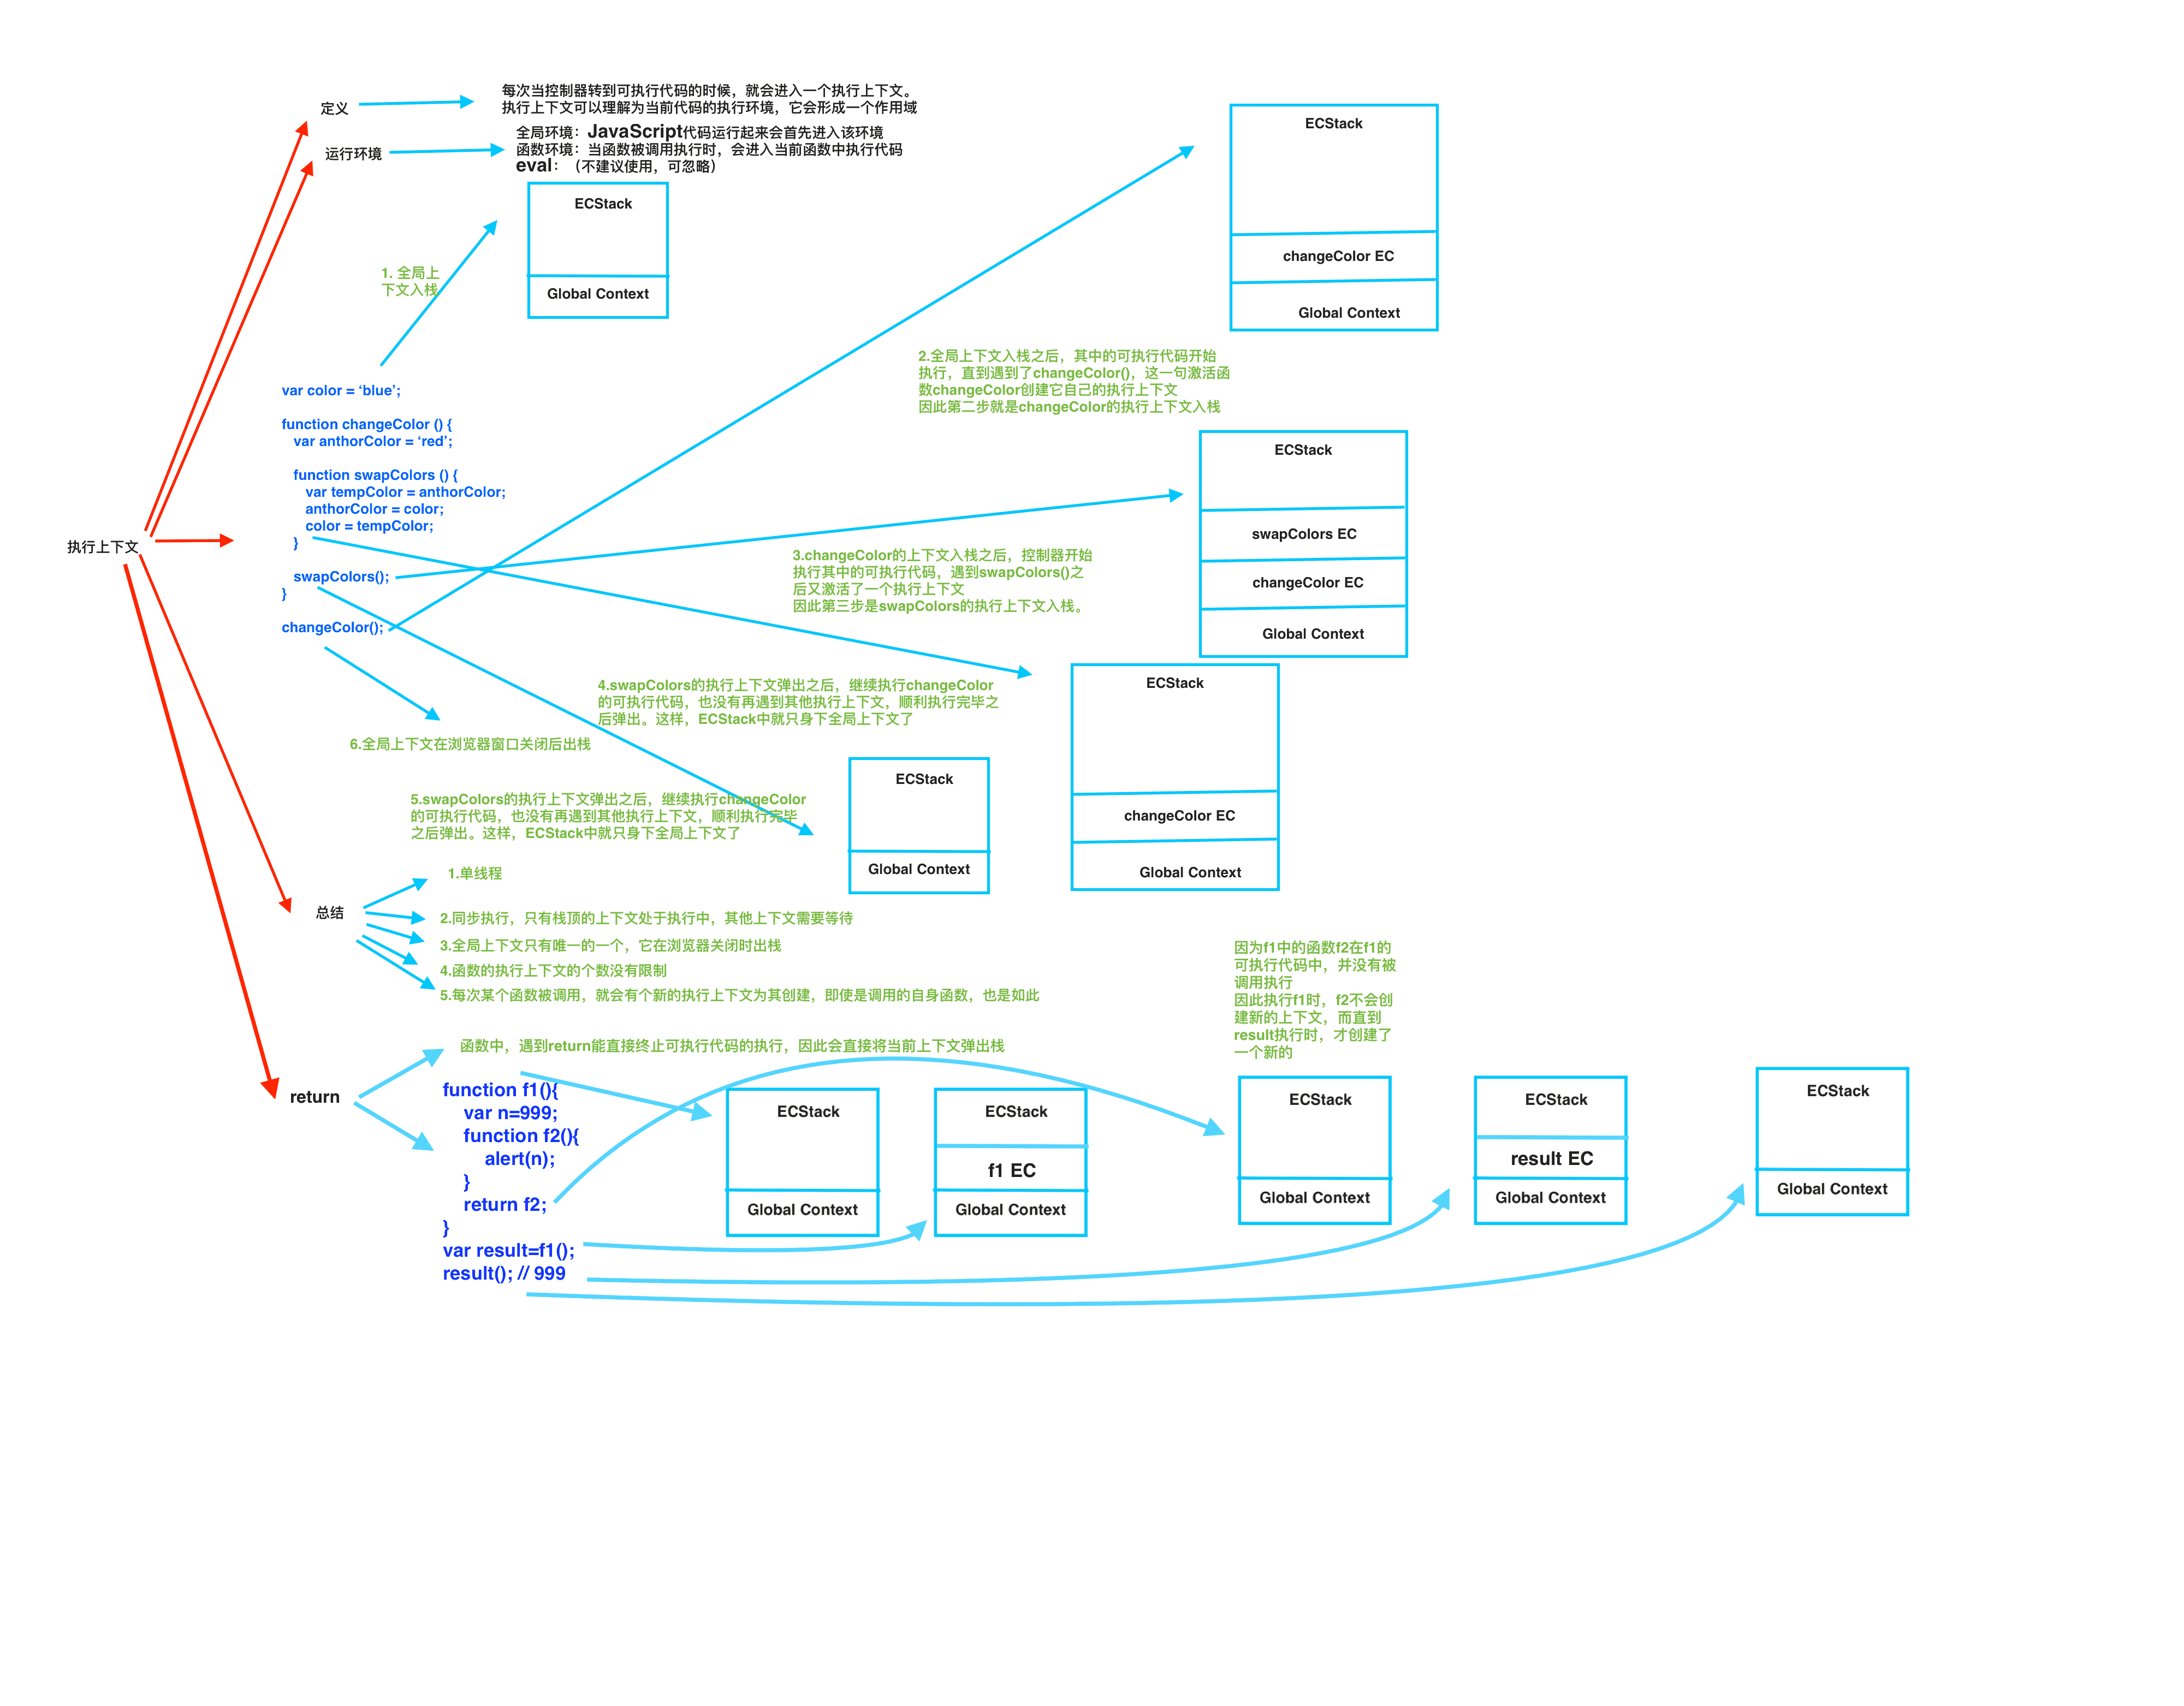 执行上下文
定义
每次当控制器转到可执行代码的时候，就会进入一个执行上下文。
执行上下文可以理解为当前代码的执行环境，它会形成一个作用域
运行环境
全局环境：JavaScript代码运行起来会首先进入该环境
函数环境：当函数被调用执行时，会进入当前函数中执行代码
eval：（不建议使用，可忽略）
ECStack
Global Context
1. 全局上
下文入栈
var color = ‘blue’;
function changeColor () {
var anthorColor = ‘red’;
function swapColors () {
var tempColor = anthorColor;
anthorColor = color;
color = tempColor;
}
swapColors();
}
changeColor();
ECStack
changeColor EC
Global Context
2.全局上下文入栈之后，其中的可执行代码开始
执行，直到遇到了changeColor()，这一句激活函
数changeColor创建它自己的执行上下文
因此第二步就是changeColor的执行上下文入栈
ECStack
swapColors EC
changeColor EC
Global Context
3.changeColor的上下文入栈之后，控制器开始
执行其中的可执行代码，遇到swapColors()之
后又激活了一个执行上下文
因此第三步是swapColors的执行上下文入栈。
ECStack
changeColor EC
Global Context
4.swapColors的执行上下文弹出之后，继续执行changeColor
的可执行代码，也没有再遇到其他执行上下文，顺利执行完毕之
后弹出。这样，ECStack中就只身下全局上下文了
6.全局上下文在浏览器窗口关闭后出栈
ECStack
Global Context
5.swapColors的执行上下文弹出之后，继续执行changeColor
的可执行代码，也没有再遇到其他执行上下文，顺利执行完毕
之后弹出。这样，ECStack中就只身下全局上下文了
总结
1.单线程
2.同步执行，只有栈顶的上下文处于执行中，其他上下文需要等待
3.全局上下文只有唯一的一个，它在浏览器关闭时出栈
4.函数的执行上下文的个数没有限制
5.每次某个函数被调用，就会有个新的执行上下文为其创建，即使是调用的自身函数，也是如此
return
函数中，遇到return能直接终止可执行代码的执行，因此会直接将当前上下文弹出栈
function f1(){
var n=999;
function f2(){
alert(n);
}
return f2;
}
var result=f1();
result(); // 999
ECStack
Global Context
ECStack
f1 EC
Global Context
因为f1中的函数f2在f1的
可执行代码中，并没有被
调用执行
因此执行f1时，f2不会创
建新的上下文，而直到
result执行时，才创建了
一个新的
ECStack
Global Context
ECStack
result EC
Global Context
ECStack
Global Context